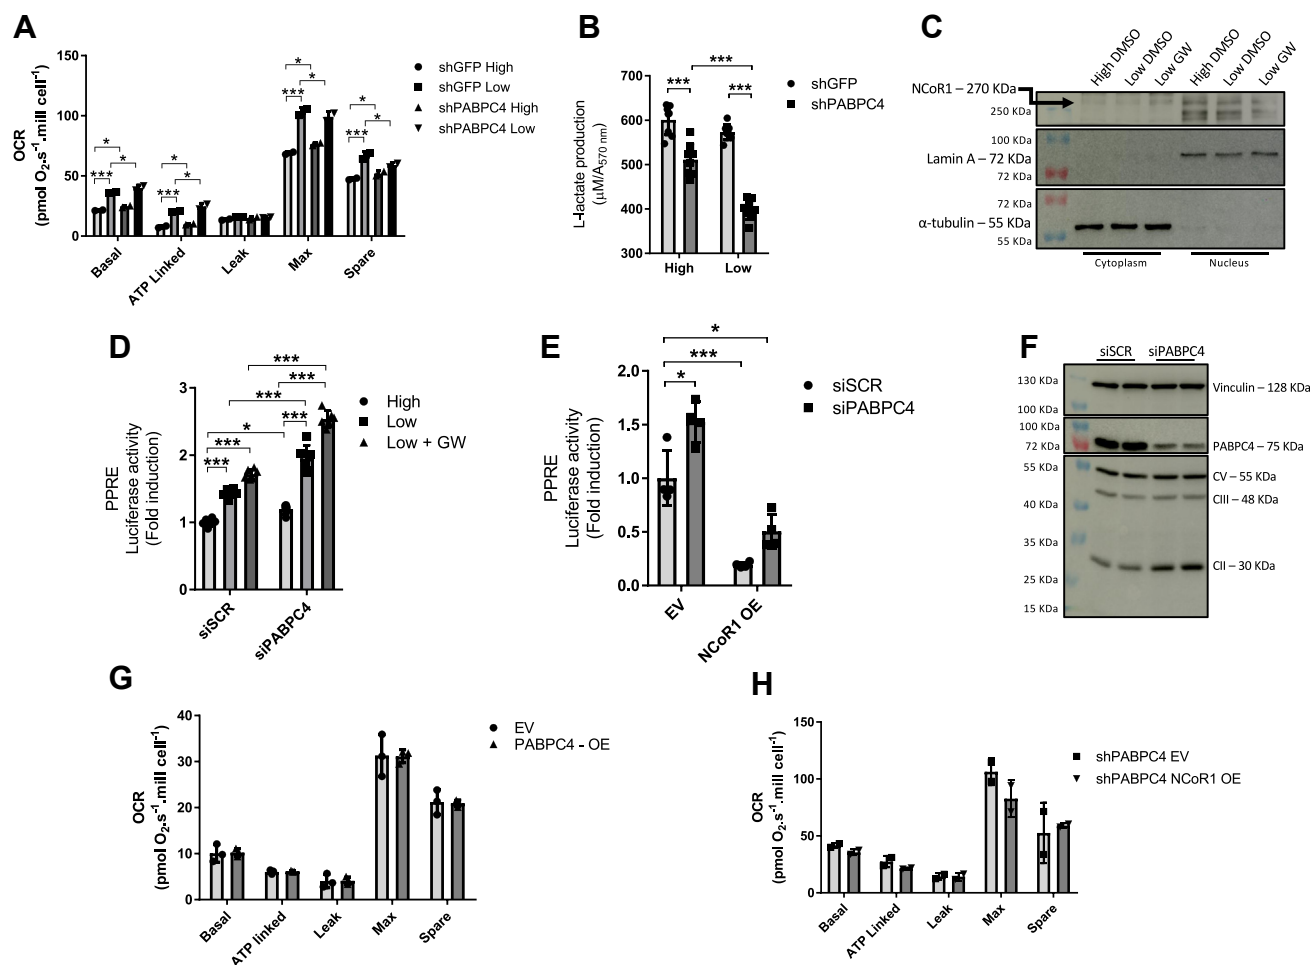 A
OCR
(pmol O₂.s⁻¹.mill cell⁻¹)
150
100
50
0
Basal
ATP Linked
Leak
Max
Spare
*
*
***
*
*
***
*
*
***
*
*
***
shGFP High
shGFP Low
shPABPC4 High
shPABPC4 Low
B
L-lactate production
(μM/A570 nm)
700
600
500
400
300
High
Low
***
***
***
shGFP
shPABPC4
C
High DMSO
Low DMSO
Low GW
High DMSO
Low DMSO
Low GW
NCoR1 – 270 KDa
250 KDa
100 KDa
Lamin A – 72 KDa
72 KDa
72 KDa
α-tubulin – 55 KDa
55 KDa
Cytoplasm
Nucleus
D
PPRE
Luciferase activity
(Fold induction)
3
2
1
0
siSCR
siPABPC4
***
***
***
*
***
***
***
High
Low
Low + GW
E
PPRE
Luciferase activity
(Fold induction)
2.0
1.5
1.0
0.5
0.0
EV
NCoR1 OE
*
***
*
siSCR
siPABPC4
F
siSCR
siPABPC4
130 KDa
Vinculin – 128 KDa
100 KDa
100 KDa
72 KDa
PABPC4 – 75 KDa
55 KDa
CV – 55 KDa
CIII – 48 KDa
40 KDa
35 KDa
CII – 30 KDa
25 KDa
15 KDa
G
OCR
(pmol O₂.s⁻¹.mill cell⁻¹)
40
30
20
10
0
Basal
ATP linked
Leak
Max
Spare
EV
PABPC4 - OE
H
OCR
(pmol O₂.s⁻¹.mill cell⁻¹)
150
100
50
0
Basal
ATP Linked
Leak
Max
Spare
shPABPC4 EV
shPABPC4 NCoR1 OE